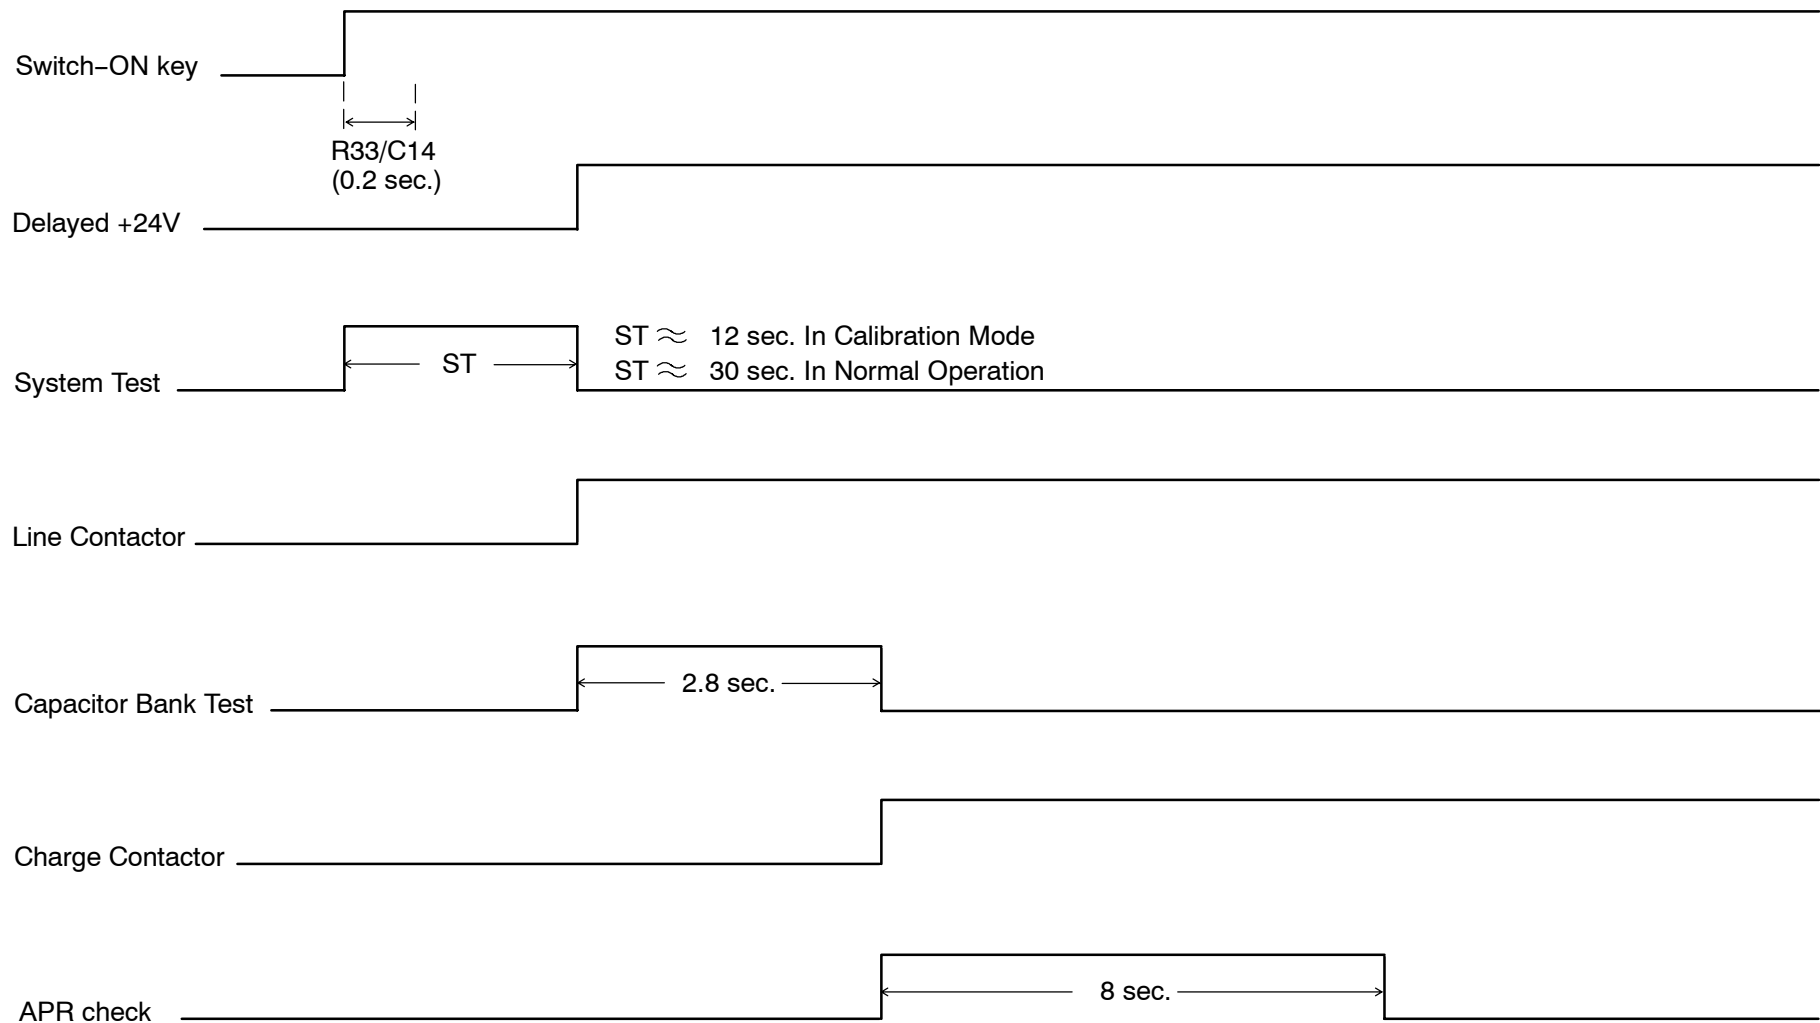 Switch–ON key
R33/C14
(0.2 sec.)
Delayed +24V
ST ≈ 12 sec. In Calibration Mode
ST
ST ≈ 30 sec. In Normal Operation
System Test
Line Contactor
2.8 sec.
Capacitor Bank Test
Charge Contactor
8 sec.
APR check